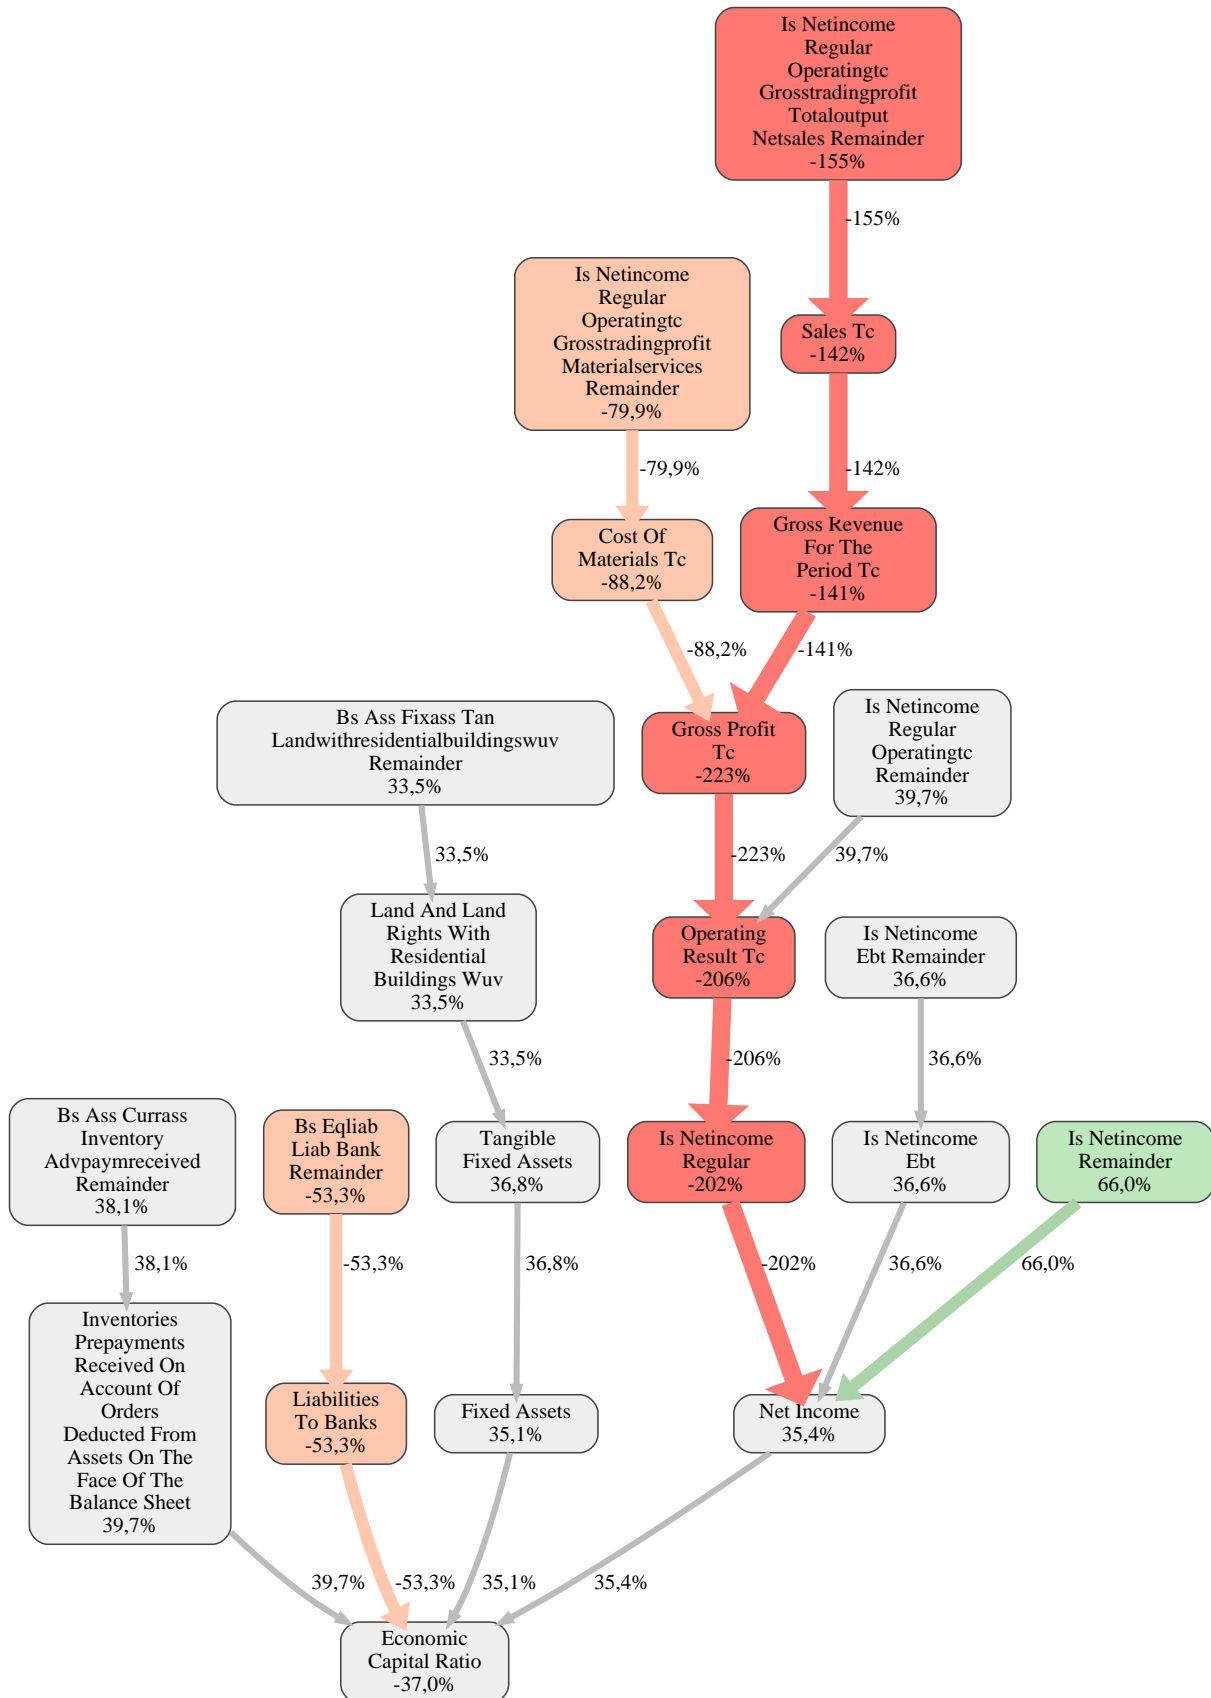 Is Netincome
Regular
Operatingtc
Grosstradingprofit
Totaloutput
Netsales Remainder
-155%
-155%
Is Netincome
Regular
Operatingtc
Grosstradingprofit
Materialservices
Remainder
-79,9%
Sales Tc
-142%
-79,9%
-142%
Cost Of
Materials Tc
-88,2%
Gross Revenue
For The
Period Tc
-141%
-88,2%
-141%
Bs Ass Fixass Tan
Landwithresidentialbuildingswuv
Remainder
33,5%
Gross Profit
Tc
-223%
Is Netincome
Regular
Operatingtc
Remainder
39,7%
33,5%
-223%
39,7%
Land And Land
Rights With
Residential
Buildings Wuv
33,5%
Operating
Result Tc
-206%
Is Netincome
Ebt Remainder
36,6%
33,5%
-206%
36,6%
Bs Ass Currass
Inventory
Advpaymreceived
Remainder
38,1%
Bs Eqliab
Liab Bank
Remainder
-53,3%
Tangible
Fixed Assets
36,8%
Is Netincome
Regular
-202%
Is Netincome
Ebt
36,6%
Is Netincome
Remainder
66,0%
38,1%
-53,3%
36,8%
-202%
36,6%
66,0%
Inventories
Prepayments
Received On
Account Of
Orders
Deducted From
Assets On The
Face Of The
Balance Sheet
39,7%
Liabilities
To Banks
-53,3%
Fixed Assets
35,1%
Net Income
35,4%
39,7%
-53,3%
35,1%
35,4%
Economic
Capital Ratio
-37,0%